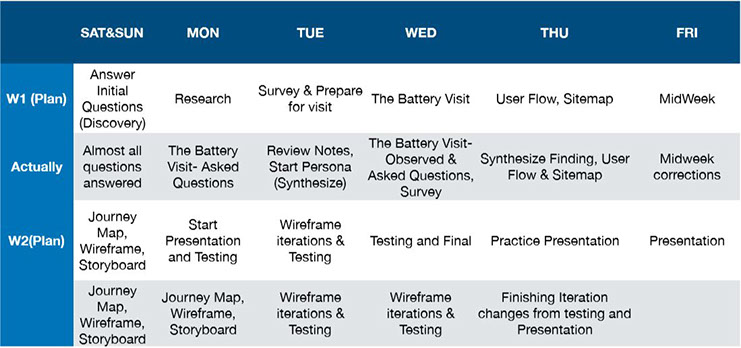 SAT&SUN MON TUE WED THU FRI
W1 (Plan)
Answer
Initial
Questions
(Discovery)
Research
Survey & Prepare
for visit
The Battery Visit
User Flow, Sitemap
MidWeek
Actually
Almost all
questions
answered
The Battery
Visit- Asked
Questions
Review Notes,
Start Persona
(Synthesize)
The Battery Visit-
Observed &
Asked Questions,
Survey
Synthesize Finding, User
Flow & Sitemap
Midweek
corrections
W2(Plan)
Journey
Map,
Wireframe,
Storyboard
Start
Presentation
and Testing
Wireframe
iterations &
Testing
Testing and Final
Practice Presentation
Presentation
Journey
Map,
Wireframe,
Storyboard
Journey Map,
Wireframe,
Storyboard
Wireframe
iterations &
Testing
Wireframe
iterations &
Testing
Finishing Iteration
changes from testing and
Presentation